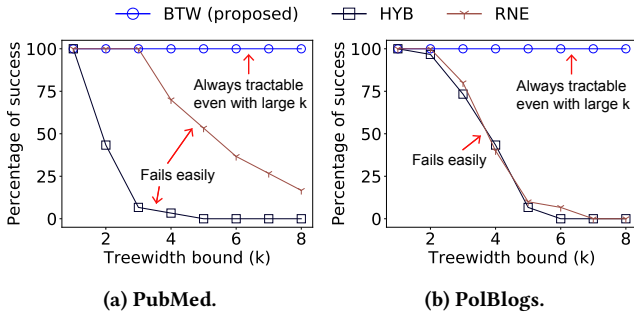 BTW (proposed) HYB RNE
Percentage of success
100
75
50
25
0
Always tractable
even with large k
Fails easily
2 4 6 8
Treewidth bound (k)
(a) PubMed.
Percentage of success
100
75
50
25
0
Always tractable
even with large k
Fails easily
2 4 6 8
Treewidth bound (k)
(b) PolBlogs.